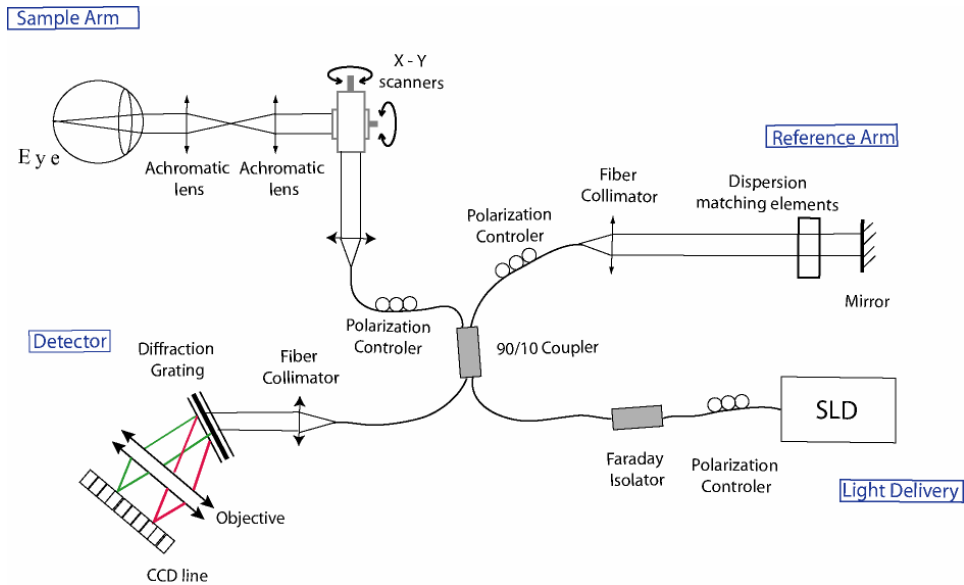 Sample Arm
X - Y
scanners
Eye
Achromatic
lens
Achromatic
lens
Reference Arm
Fiber
Collimator
Dispersion
matching elements
Polarization
Controler
Mirror
Polarization
Controler
90/10 Coupler
Detector
Diffraction
Grating
Fiber
Collimator
SLD
Faraday
Isolator
Polarization
Controler
Light Delivery
Objective
CCD line